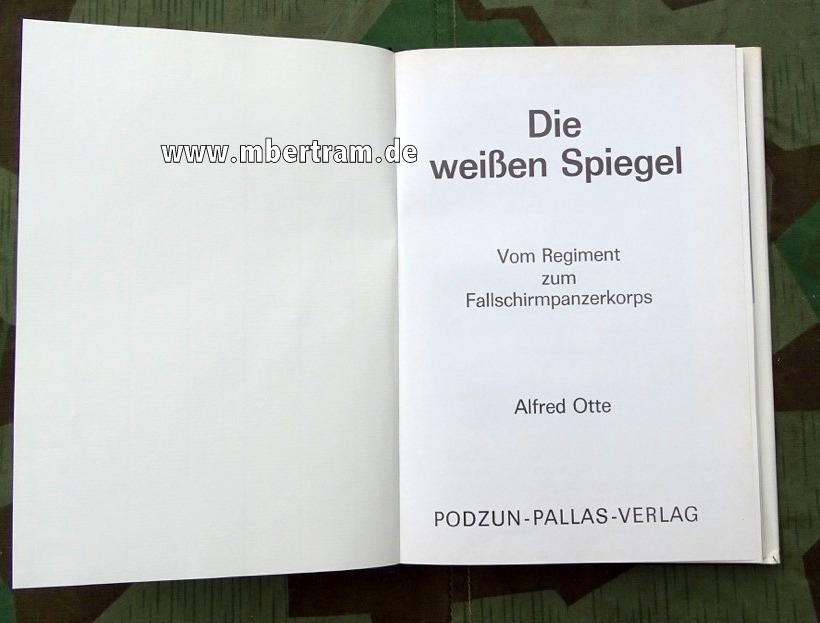 www.mbertram.de
Die
weißen Spiegel
Vom Regiment
zum
Fallschirmpanzerkorps
Alfred Otte
PODZUN-PALLAS-VERLAG